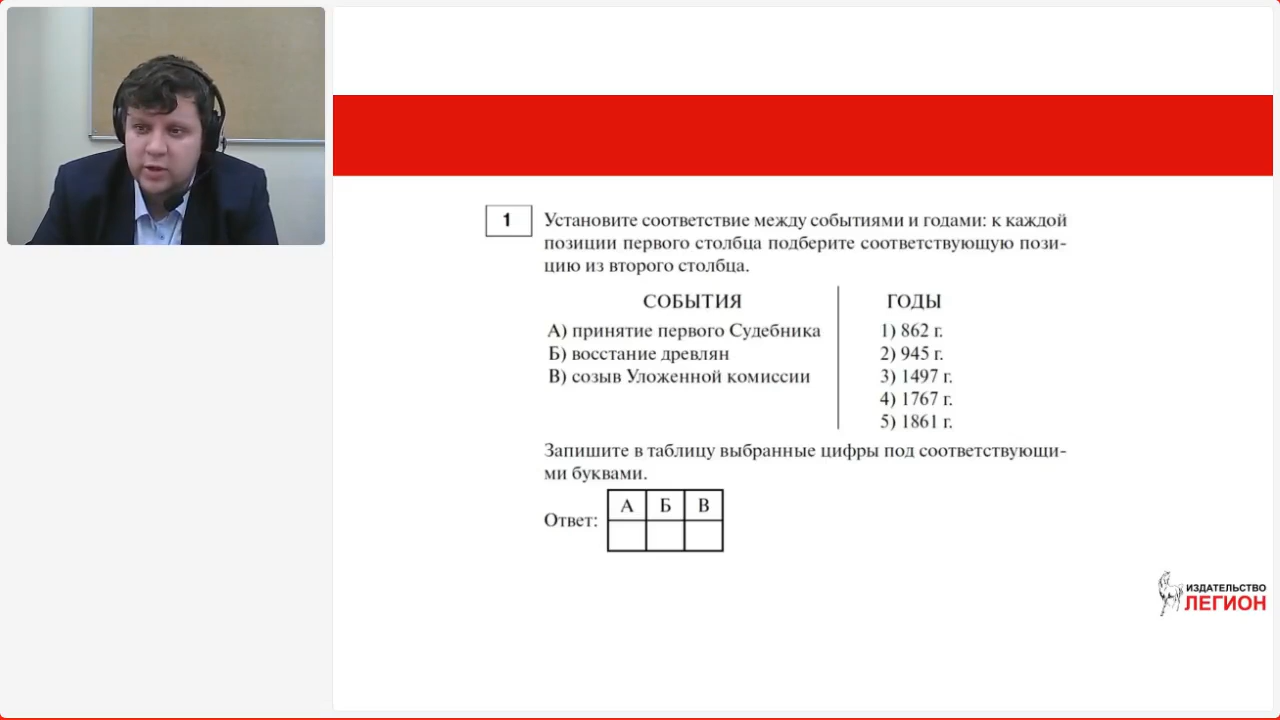 1 Установите соответствие между событиями и годами: к каждой
позиции первого столбца подберите соответствующую пози-
цию из второго столбца.
СОБЫТИЯ
А) принятие первого Судебника
Б) восстание древлян
В) созыв Уложенной комиссии
ГОДЫ
1) 862 г.
2) 945 г.
3) 1497 г.
4) 1767 г.
5) 1861 г.
Запишите в таблицу выбранные цифры под соответствующи-
ми буквами.
Ответ:
А Б В
ИЗДАТЕЛЬСТВО
ЛЕГИОН